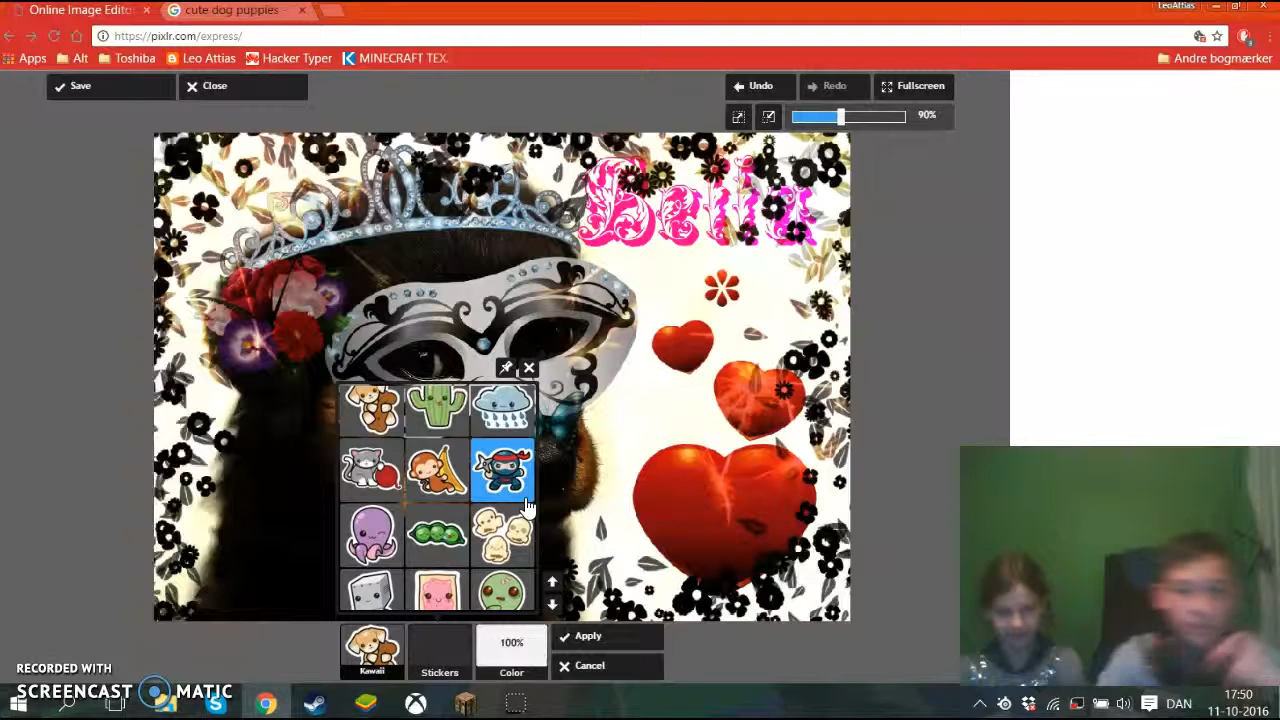 LeoAttias
Online Image Edito
cute dog puppies -
https://pixlr.com/express/
Apps
Alt
Toshiba
Leo Attias
Hacker Typer
MINECRAFT TEX.
Andre bogmærker
Save
Close
Undo
Redo
Fullscreen
90%
Bella
Kawaii
Stickers
100%
Color
Apply
Cancel
RECORDED WITH
SCREENCAST MATIC
DAN
17:50
11-10-2016